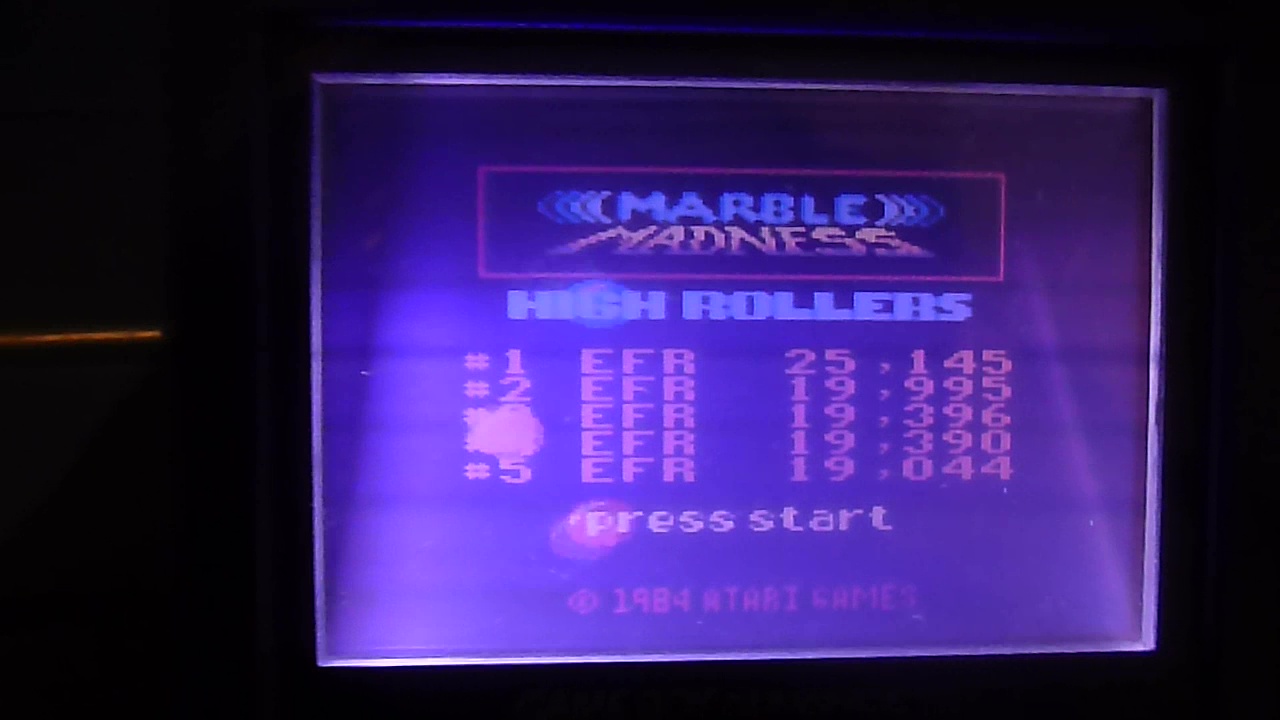 MARBLE
MADNESS
HIGH ROLLERS
#1 EFR 25,145
#2 EFR 19,995
# EFR 19,396
EFR 19,390
#5 EFR 19,044
press start
© 1984 ATARI GAMES